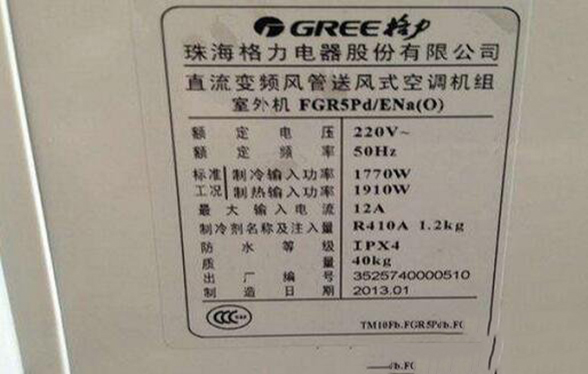 GREE 格力
珠海格力电器股份有限公司
直流变频风管送风式空调机组
室外机 FGR5Pd/ENa(O)
额定电压 220V~
额定频率 50Hz
标准工况 制冷输入功率 1770W
制热输入功率 1910W
最大输入电流 12A
制冷剂名称及注入量 R410A 1.2kg
防水等级 IPX4
质量 40kg
出厂编号 3525740000510
制造日期 2013.01
CCC
TM10Fb.FGR5Pd/b.F(